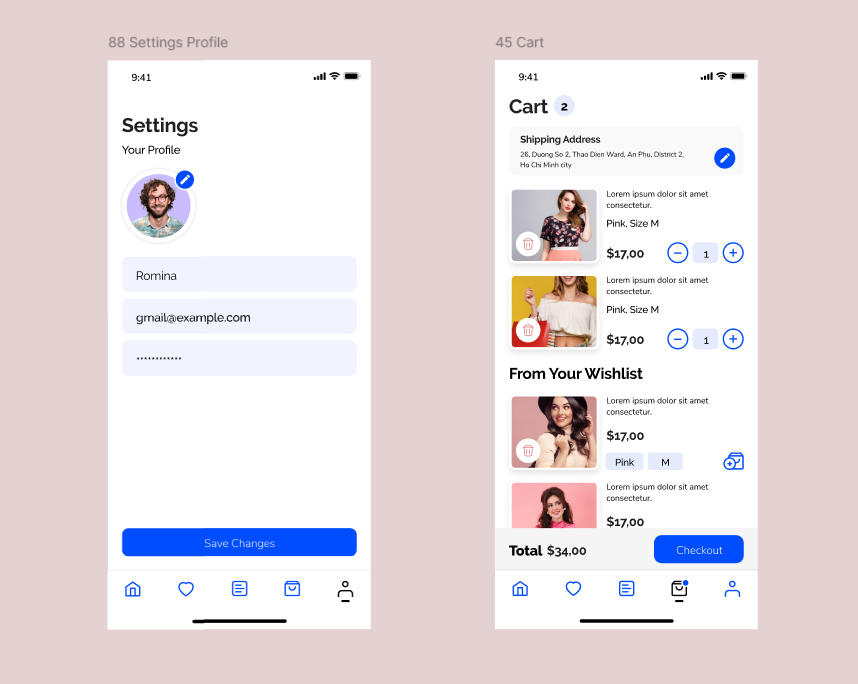 88 Settings Profile
9:41
Settings
Your Profile
Romina
gmail@example.com
************
Save Changes
45 Cart
9:41
Cart 2
Shipping Address
26, Duong So 2, Thao Dien Ward, An Phu, District 2,
Ho Chi Minh city
Lorem ipsum dolor sit amet
consectetur.
Pink, Size M
$17,00 − 1 +
Lorem ipsum dolor sit amet
consectetur.
Pink, Size M
$17,00 − 1 +
From Your Wishlist
Lorem ipsum dolor sit amet
consectetur.
$17,00
Pink M
Lorem ipsum dolor sit amet
consectetur.
$17,00
Total $34,00 Checkout